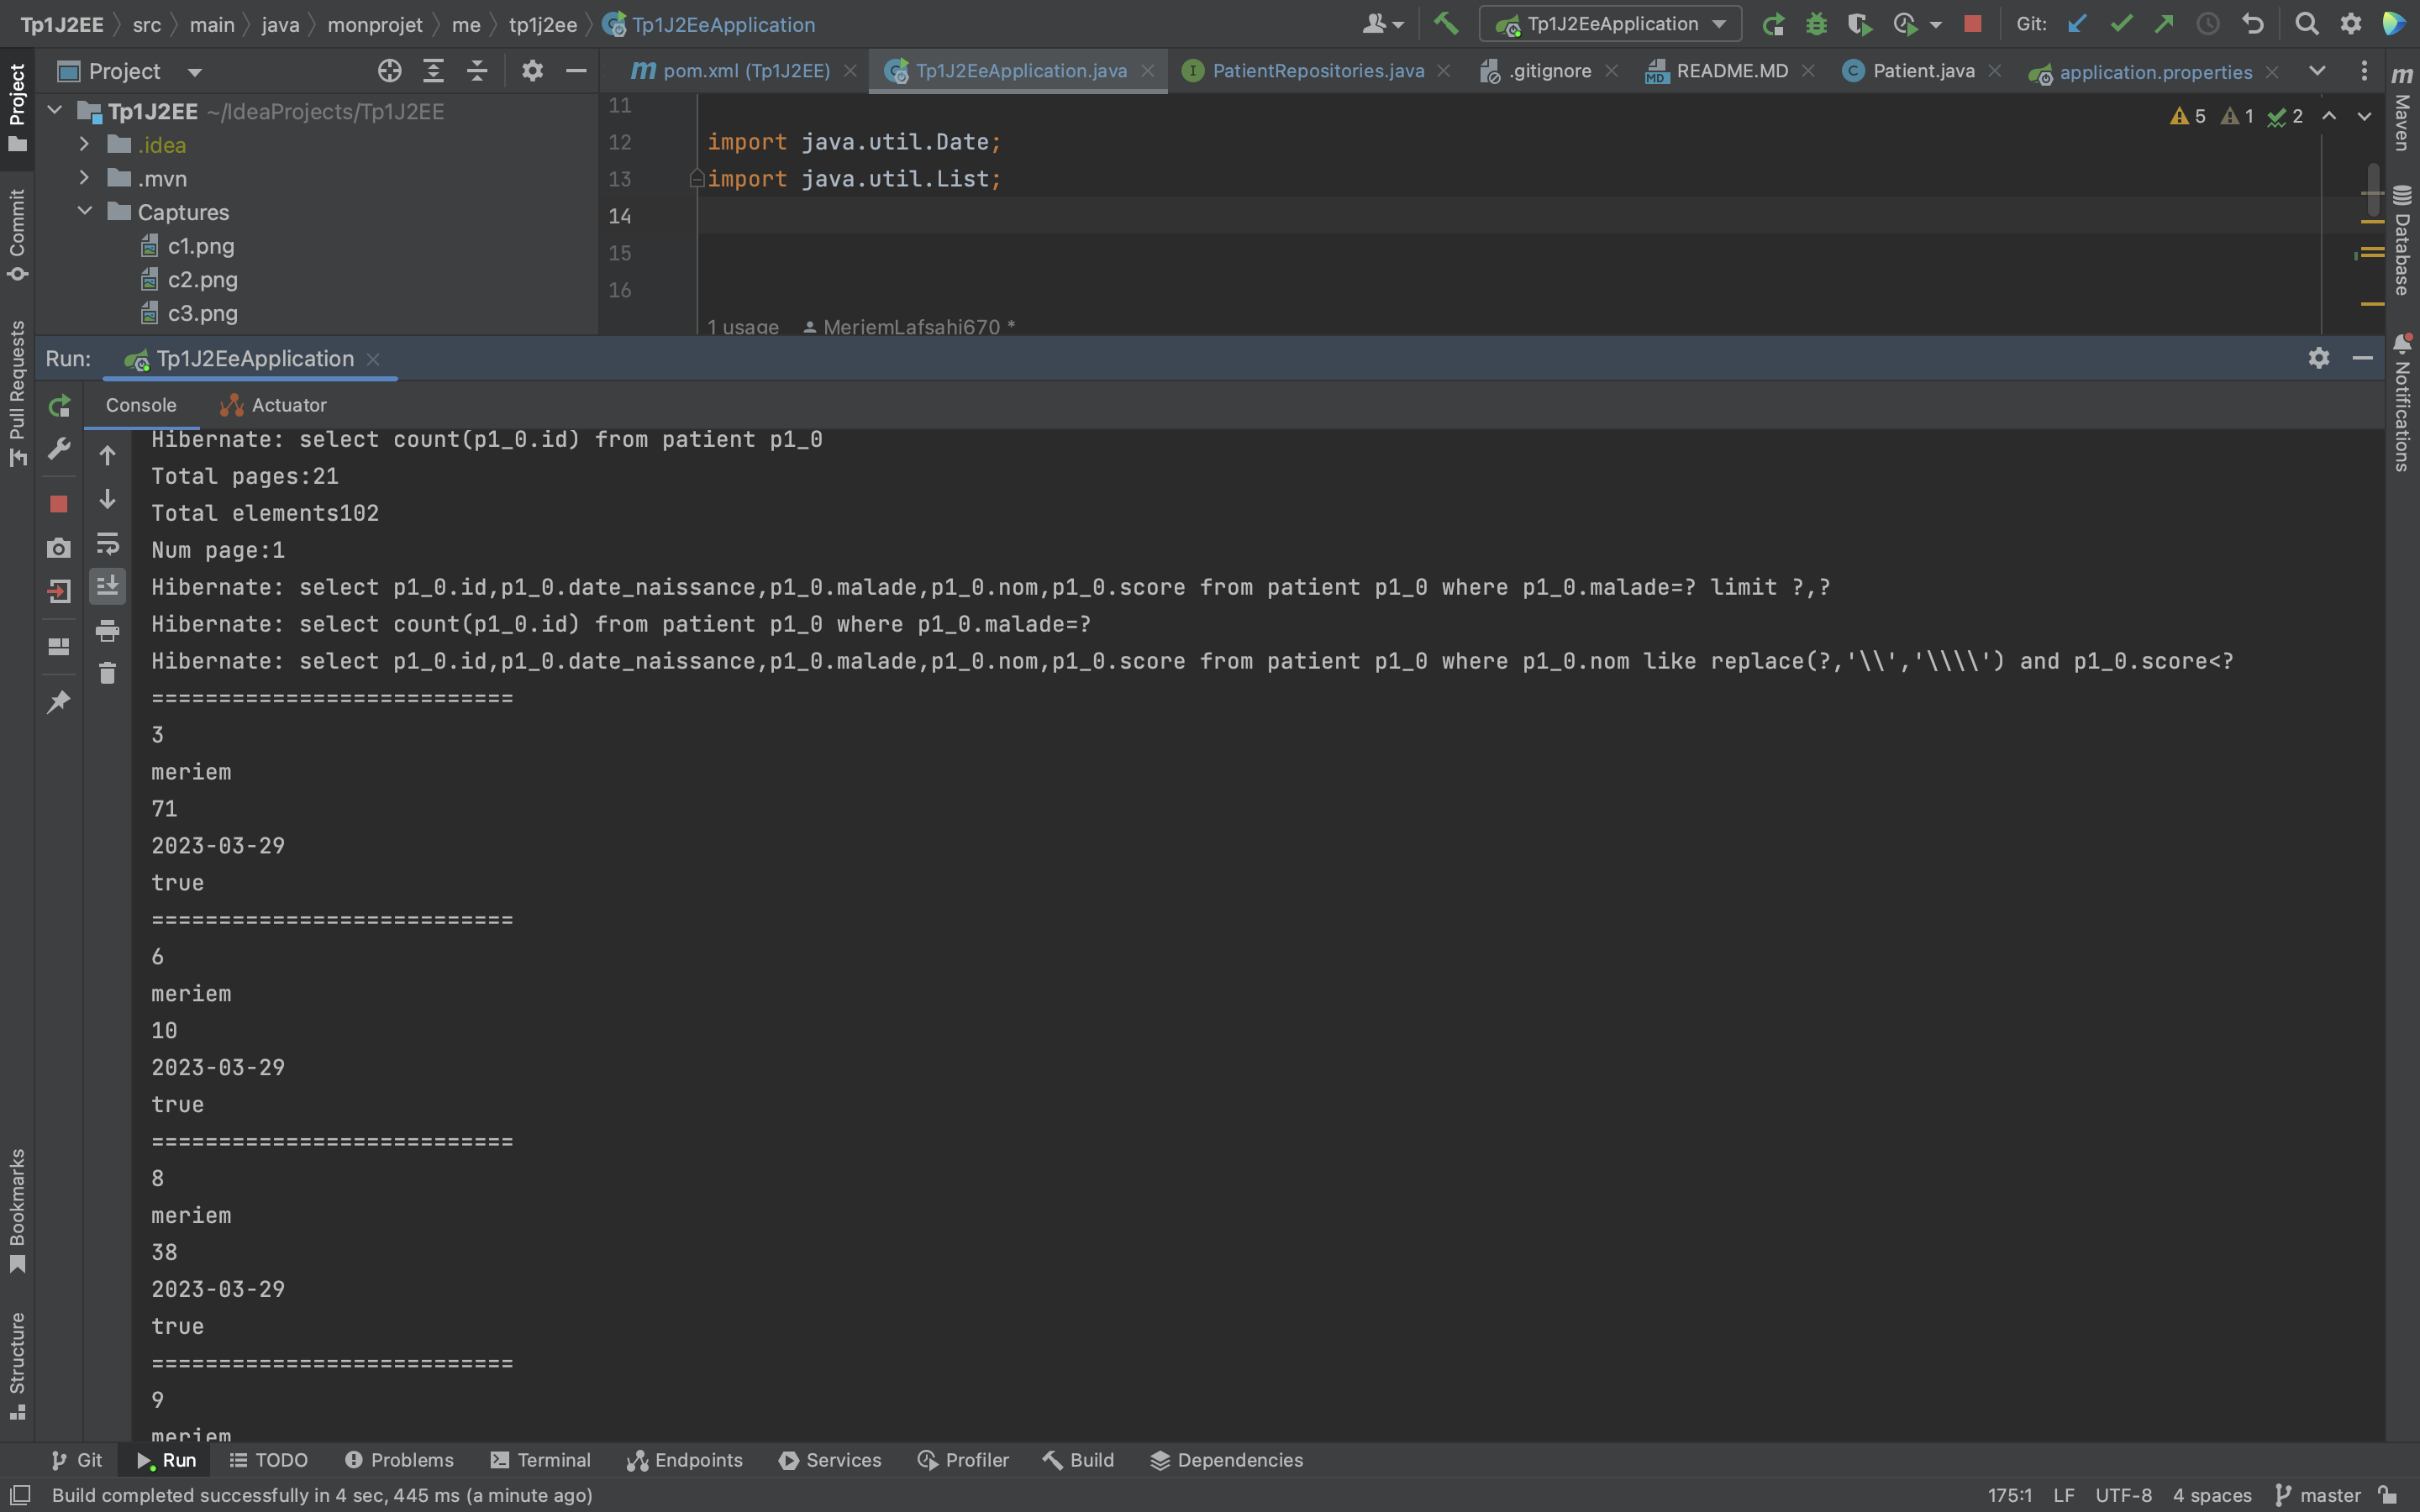 Tp1J2EE src main java monprojet me tp1j2ee Tp1J2EeApplication Tp1J2EeApplication Git:
Project pom.xml (Tp1J2EE) Tp1J2EeApplication.java PatientRepositories.java .gitignore README.MD Patient.java application.properties
Tp1J2EE ~/IdeaProjects/Tp1J2EE
.idea
.mvn
Captures
c1.png
c2.png
c3.png
11
12 import java.util.Date;
13 import java.util.List;
14
15
16
1 usage MeriemLafsahi670 *
5 1 2
Project
Commit
Pull Requests
Bookmarks
Structure
Maven
Database
Notifications
Run: Tp1J2EeApplication
Console Actuator
Hibernate: select count(p1_0.id) from patient p1_0
Total pages:21
Total elements102
Num page:1
Hibernate: select p1_0.id,p1_0.date_naissance,p1_0.malade,p1_0.nom,p1_0.score from patient p1_0 where p1_0.malade=? limit ?,?
Hibernate: select count(p1_0.id) from patient p1_0 where p1_0.malade=?
Hibernate: select p1_0.id,p1_0.date_naissance,p1_0.malade,p1_0.nom,p1_0.score from patient p1_0 where p1_0.nom like replace(?,'\\','\\\\') and p1_0.score<?
===========================
3
meriem
71
2023-03-29
true
===========================
6
meriem
10
2023-03-29
true
===========================
8
meriem
38
2023-03-29
true
===========================
9
meriem
Git Run TODO Problems Terminal Endpoints Services Profiler Build Dependencies
Build completed successfully in 4 sec, 445 ms (a minute ago) 175:1 LF UTF-8 4 spaces master